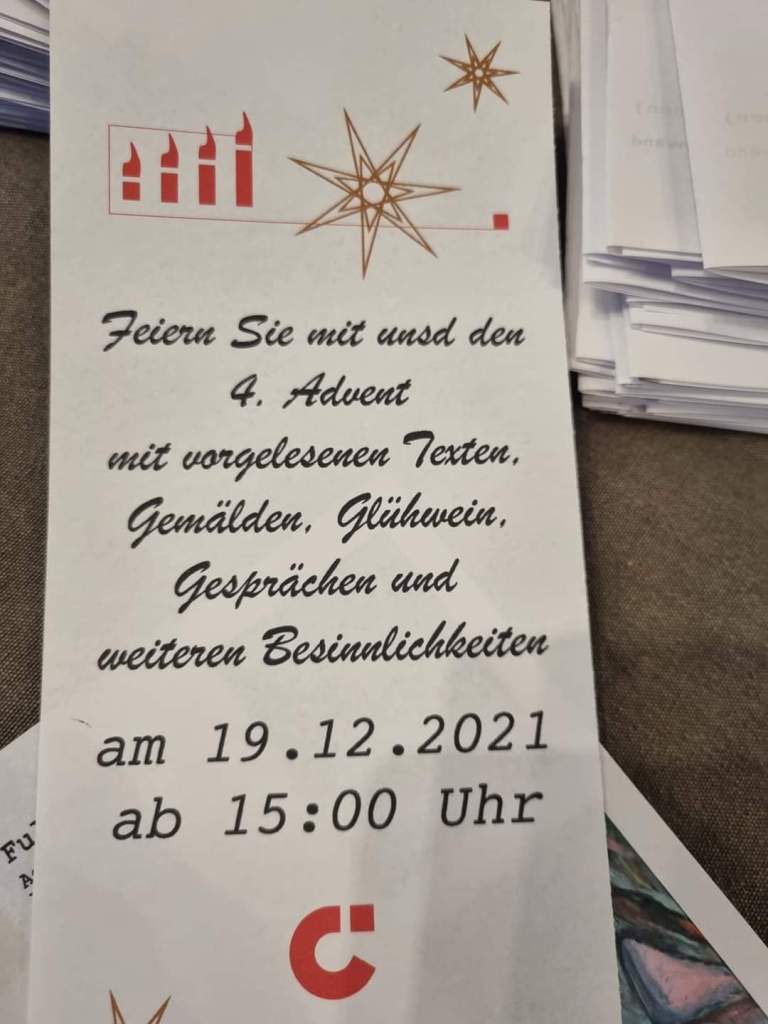 Feiern Sie mit unsd den
4. Advent
mit vorgelesenen Texten,
Gemälden, Glühwein,
Gesprächen und
weiteren Besinnlichkeiten
am 19.12.2021
ab 15:00 Uhr